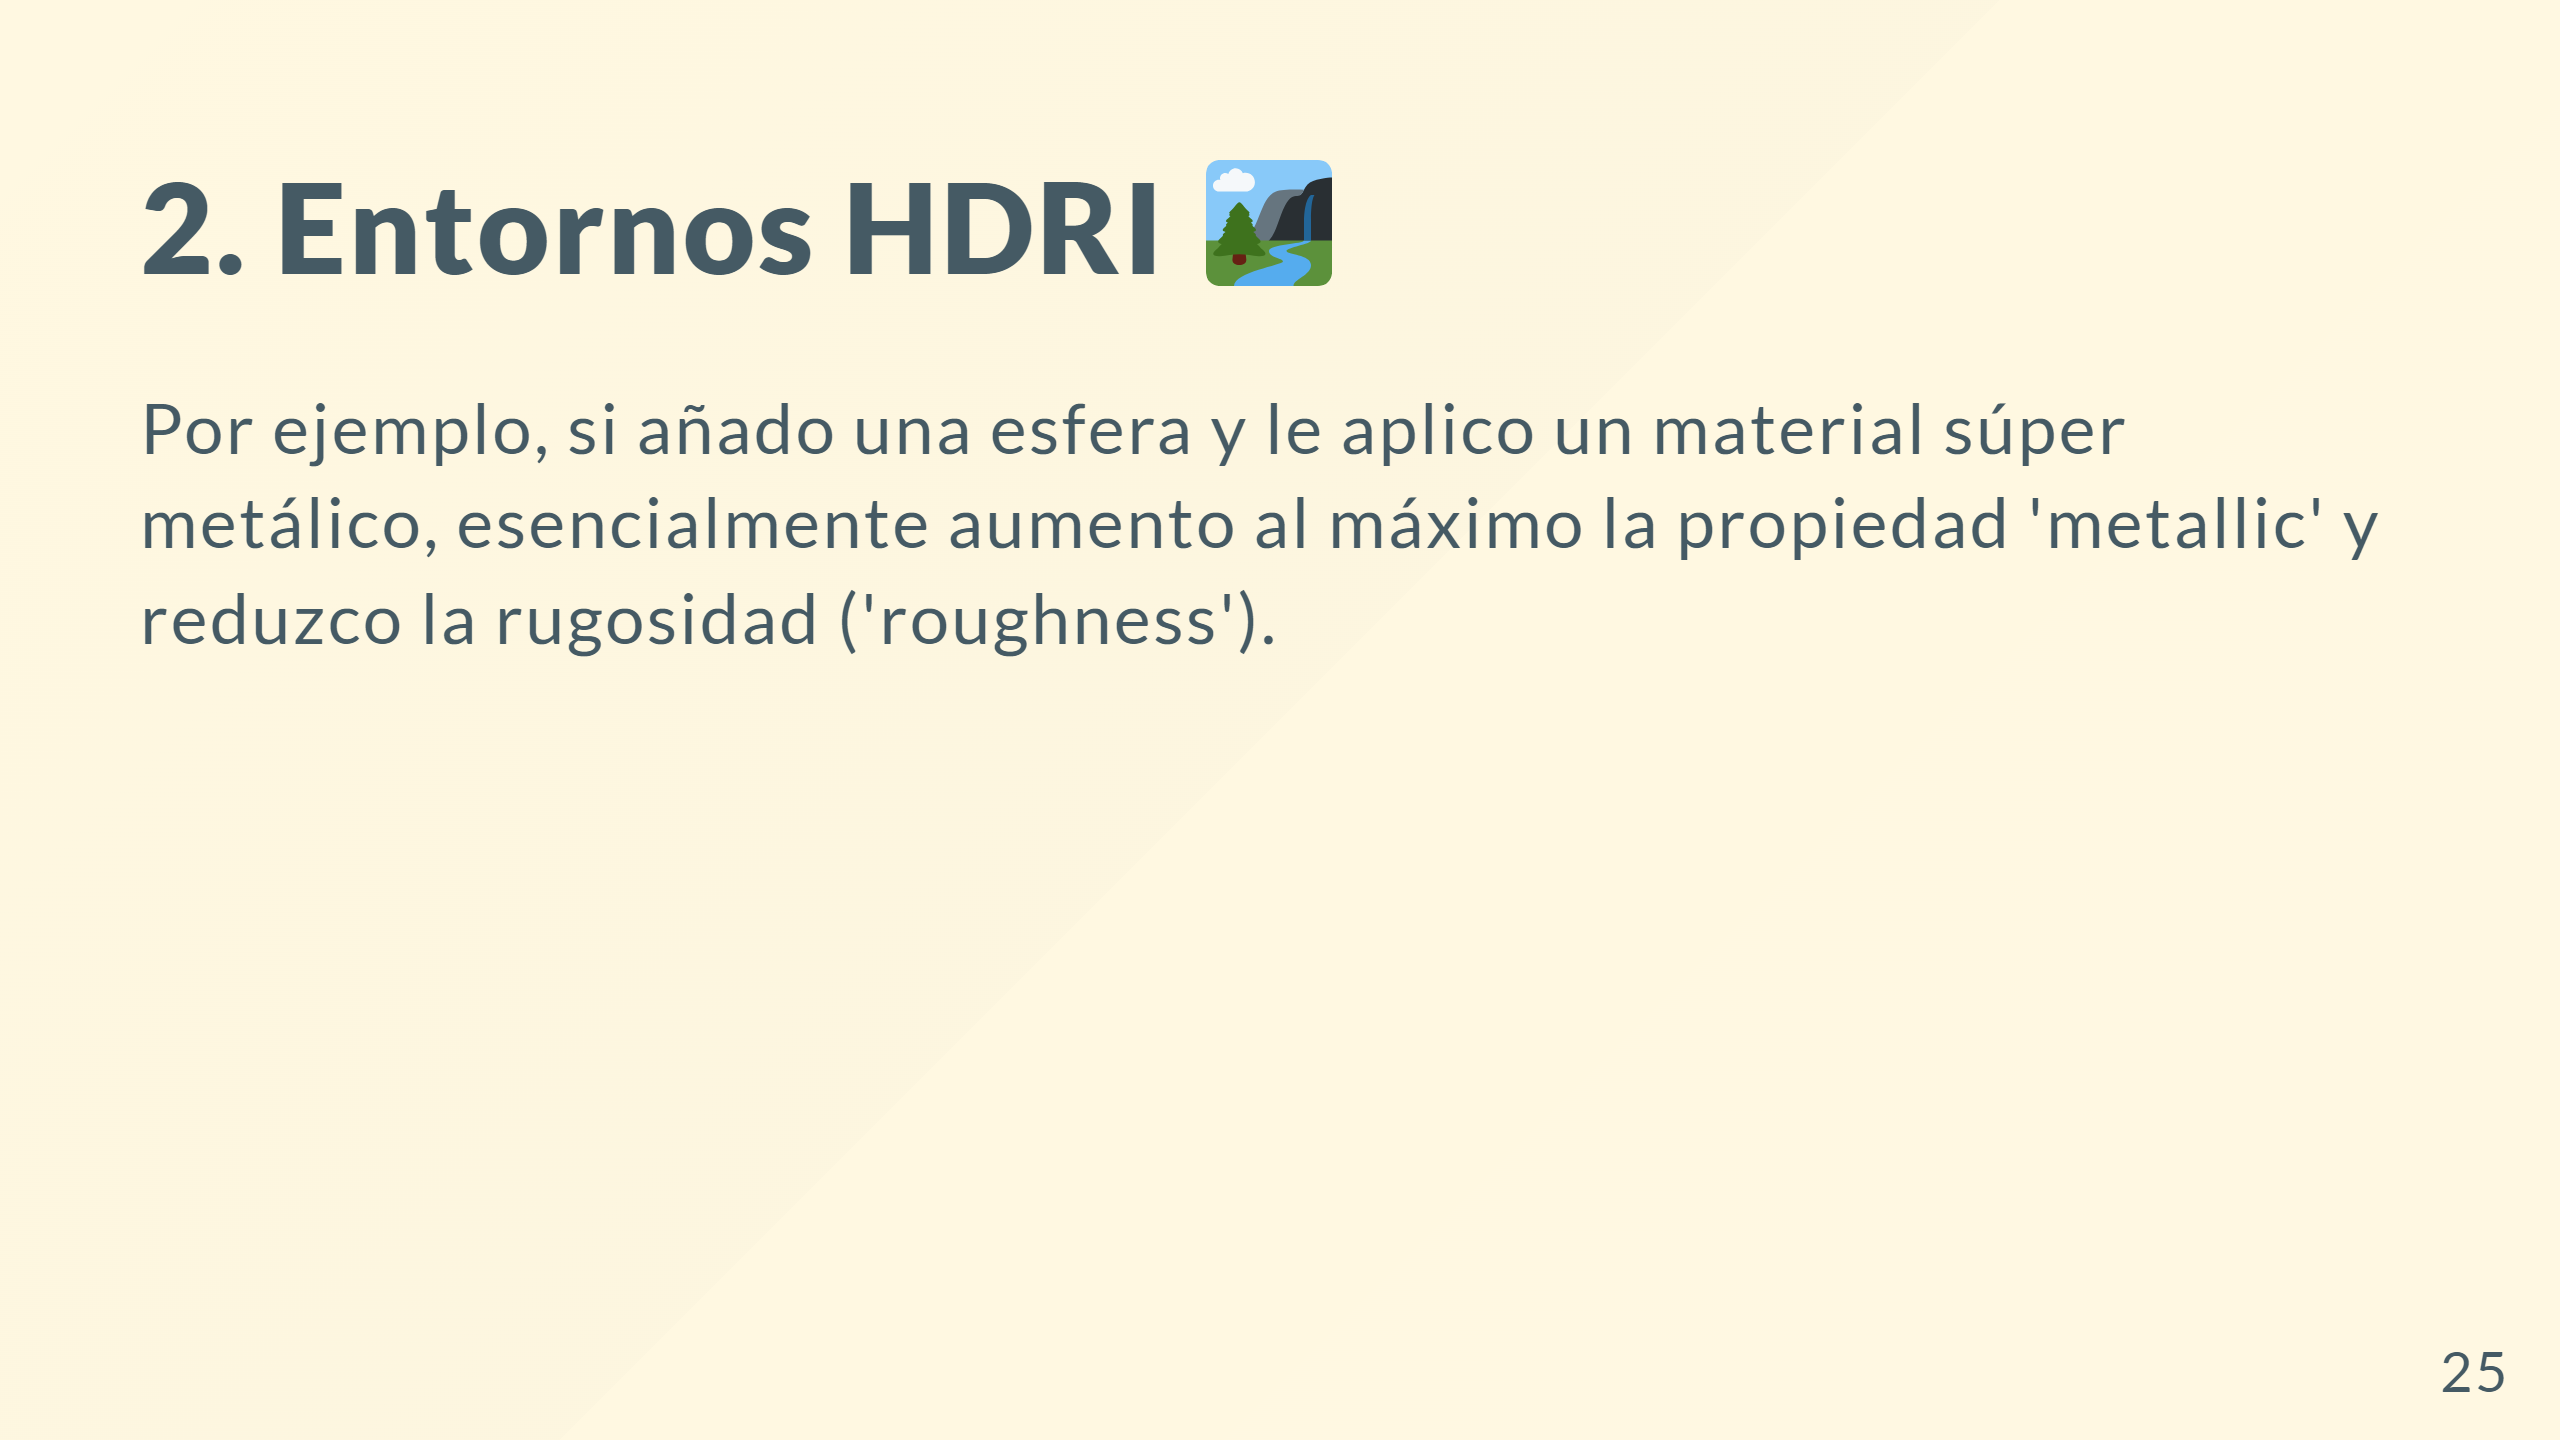 2. Entornos HDRI
Por ejemplo, si añado una esfera y le aplico un material súper
metálico, esencialmente aumento al máximo la propiedad 'metallic' y
reduzco la rugosidad ('roughness').
25